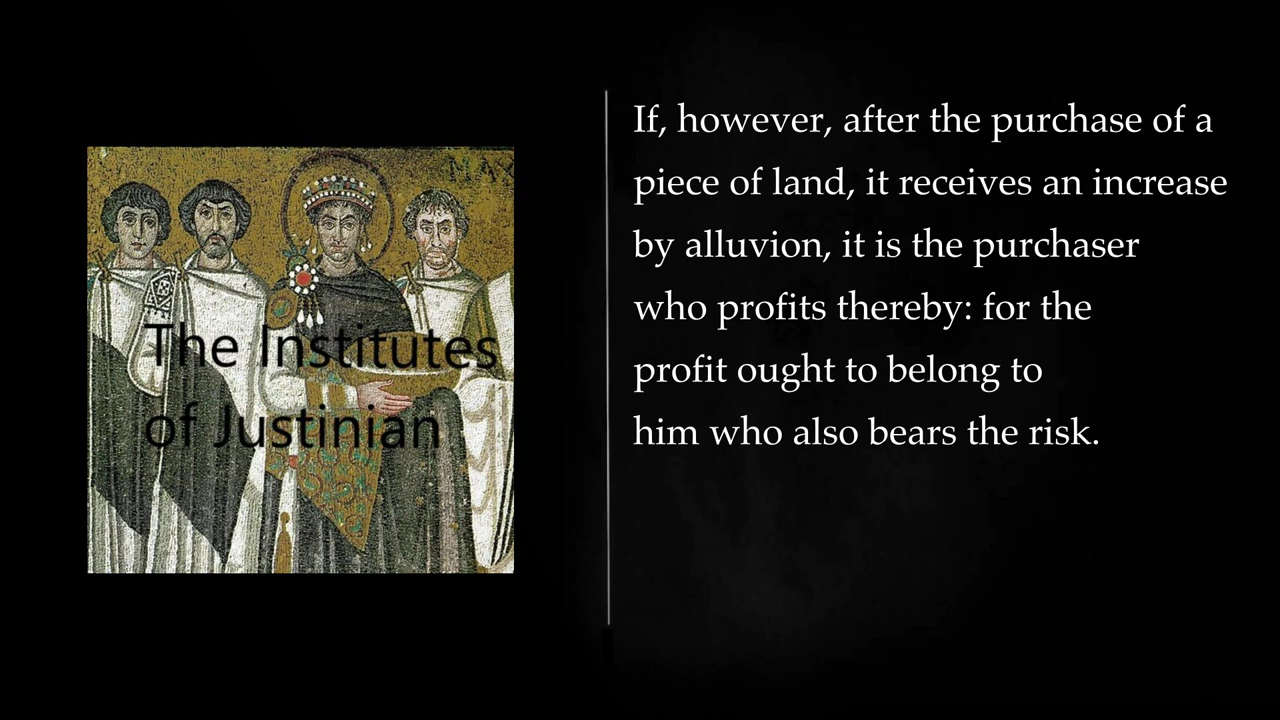 MAX
The Institutes
of Justinian
If, however, after the purchase of a
piece of land, it receives an increase
by alluvion, it is the purchaser
who profits thereby: for the
profit ought to belong to
him who also bears the risk.